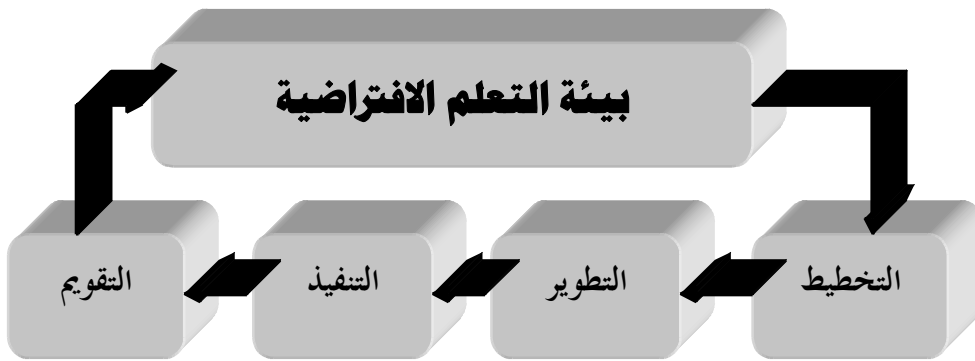 بيئة التعلم الافتراضية
التخطيط
التطوير
التنفيذ
التقويم